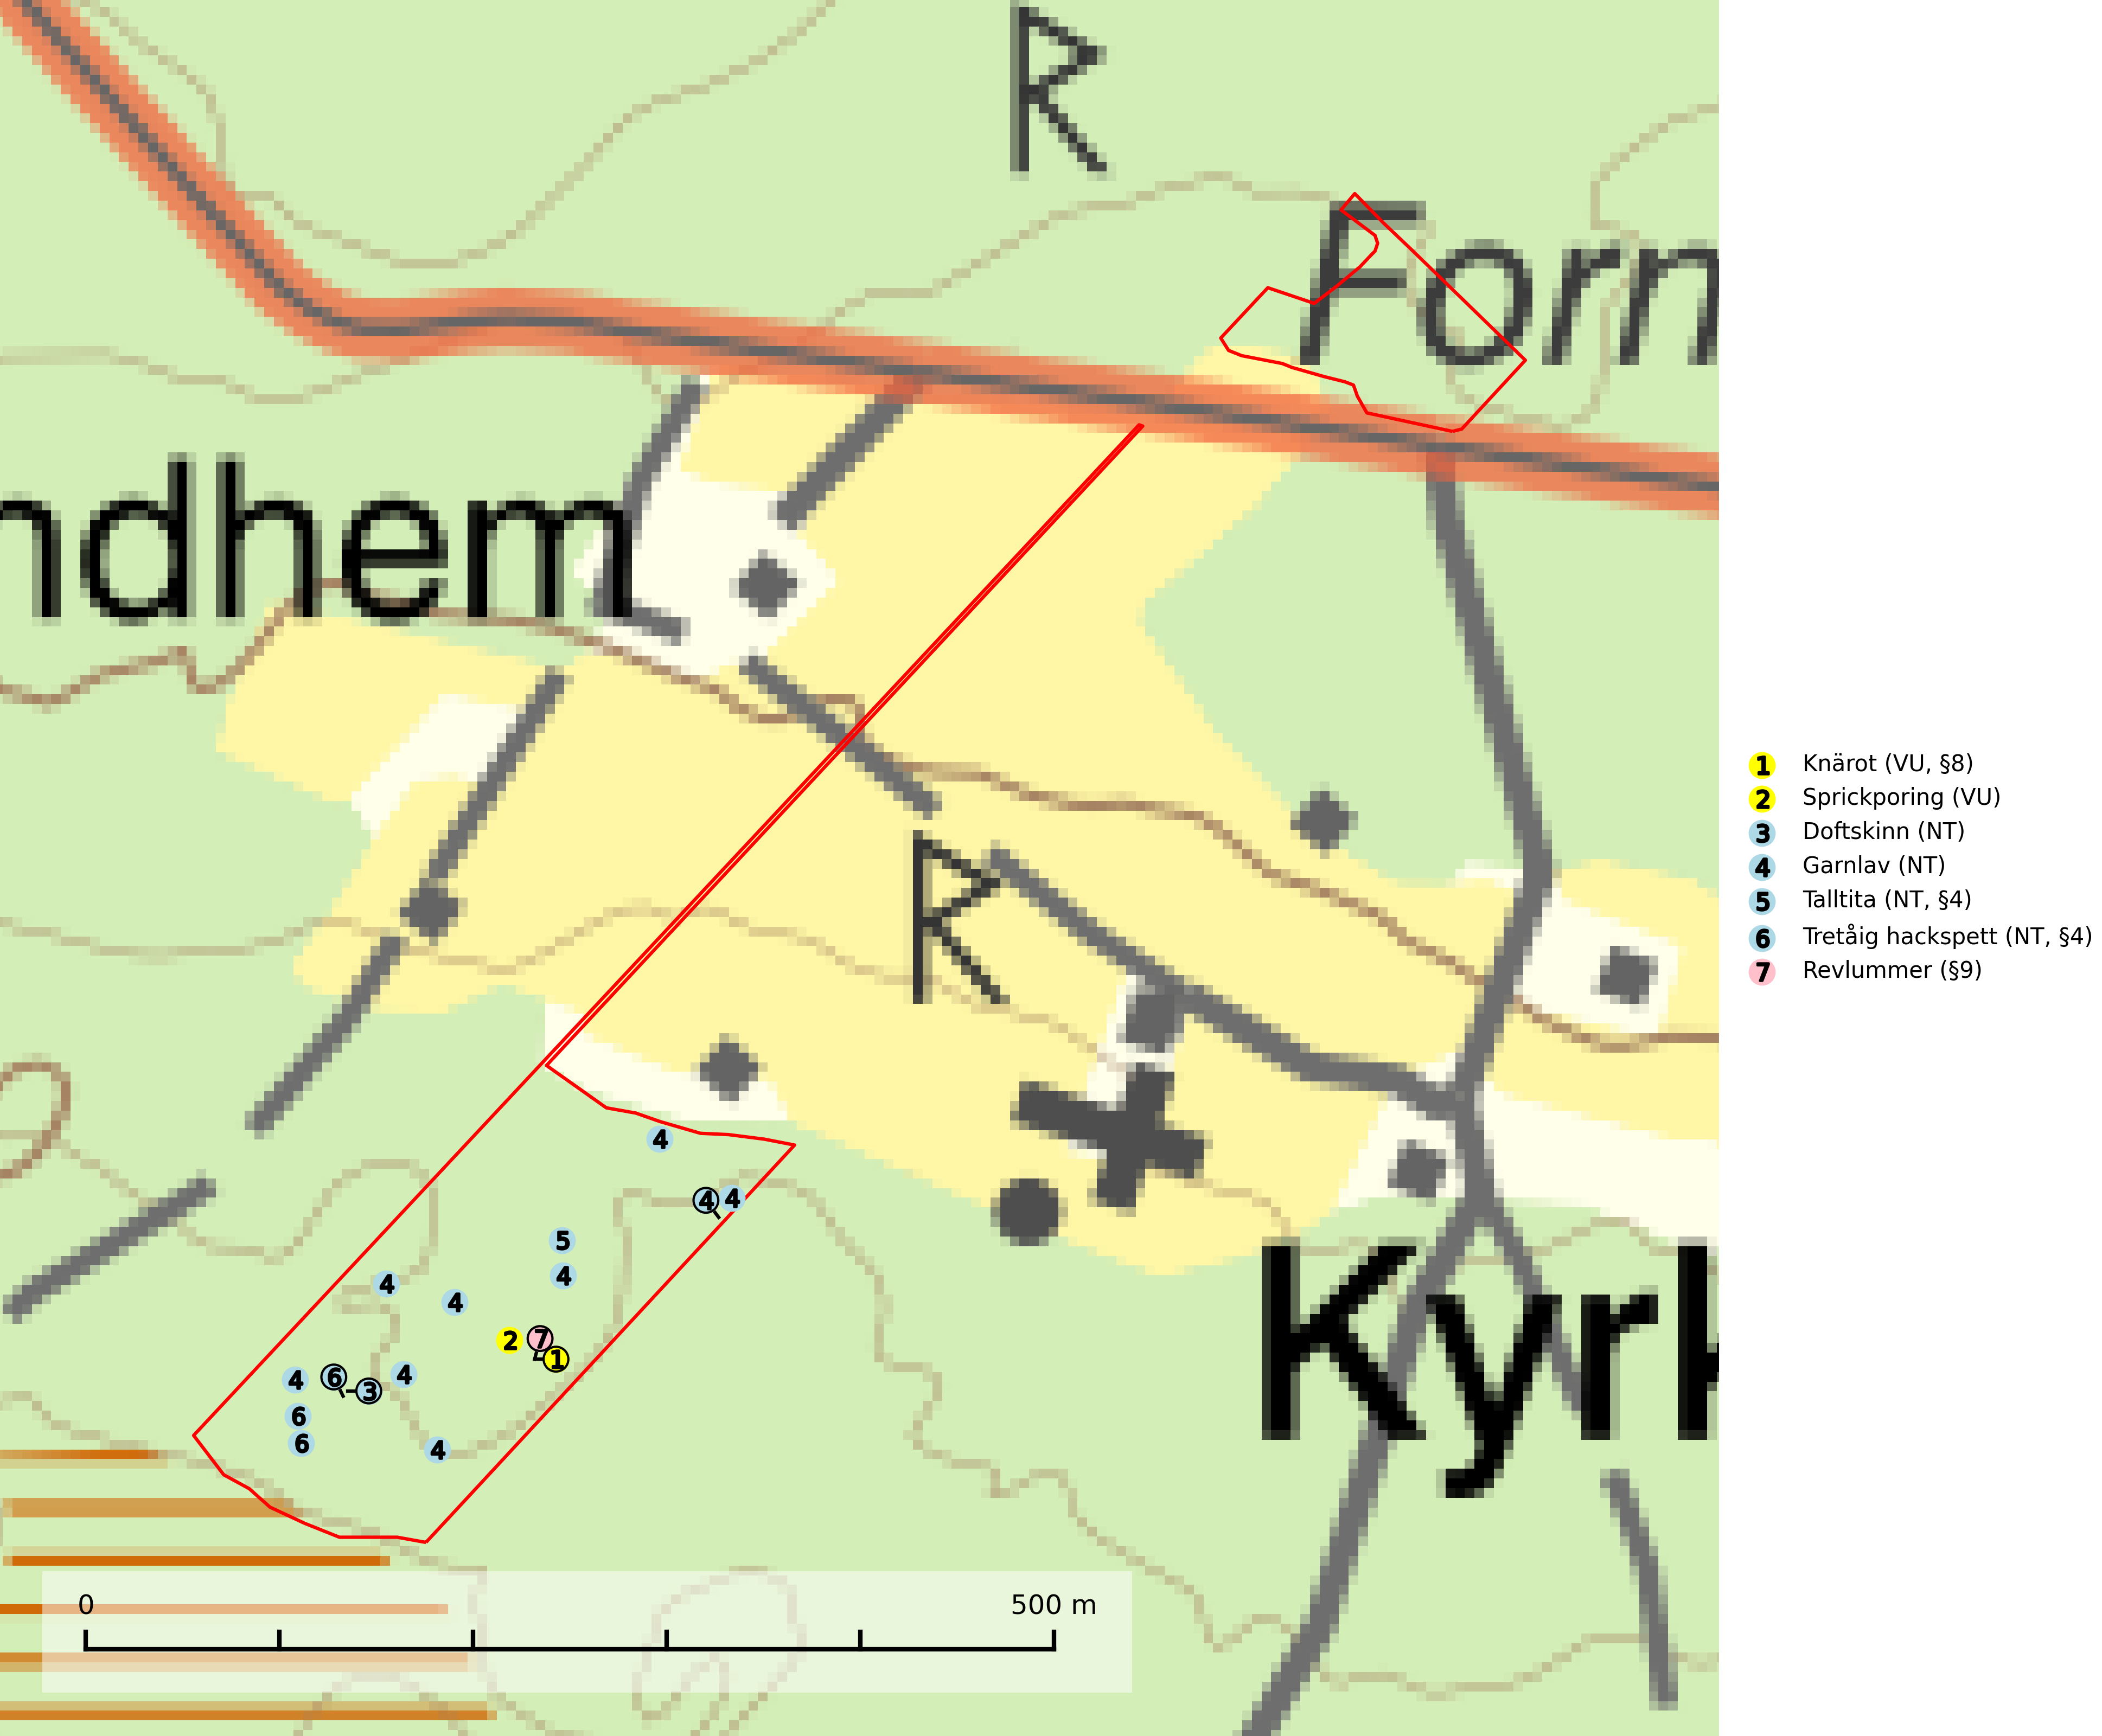 R
Forn
ndhem
R
Kyrk
4
4 4
5
4
4
4
2 7
1
4 6 3 4
6
6
4
0 500 m
1 Knärot (VU, §8)
2 Sprickporing (VU)
3 Doftskinn (NT)
4 Garnlav (NT)
5 Talltita (NT, §4)
6 Tretåig hackspett (NT, §4)
7 Revlummer (§9)